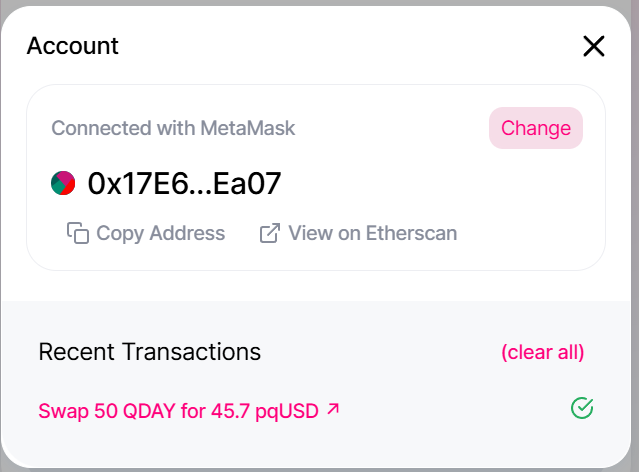 Account
Connected with MetaMask
Change
0x17E6...Ea07
Copy Address
View on Etherscan
Recent Transactions
(clear all)
Swap 50 QDAY for 45.7 pqUSD ↗